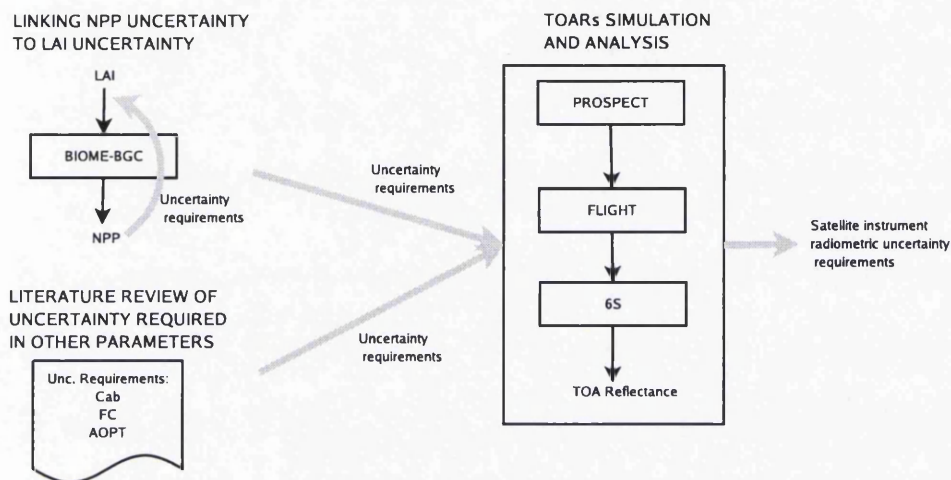 LINKING NPP UNCERTAINTY
TO LAI UNCERTAINTY
LAI
BIOME-BGC
Uncertainty
requirements
NPP
LITERATURE REVIEW OF
UNCERTAINTY REQUIRED
IN OTHER PARAMETERS
Unc. Requirements:
Cab
FC
AOPT
Uncertainty
requirements
Uncertainty
requirements
TOARs SIMULATION
AND ANALYSIS
PROSPECT
FLIGHT
6S
TOA Reflectance
Satellite instrument
radiometric uncertainty
requirements